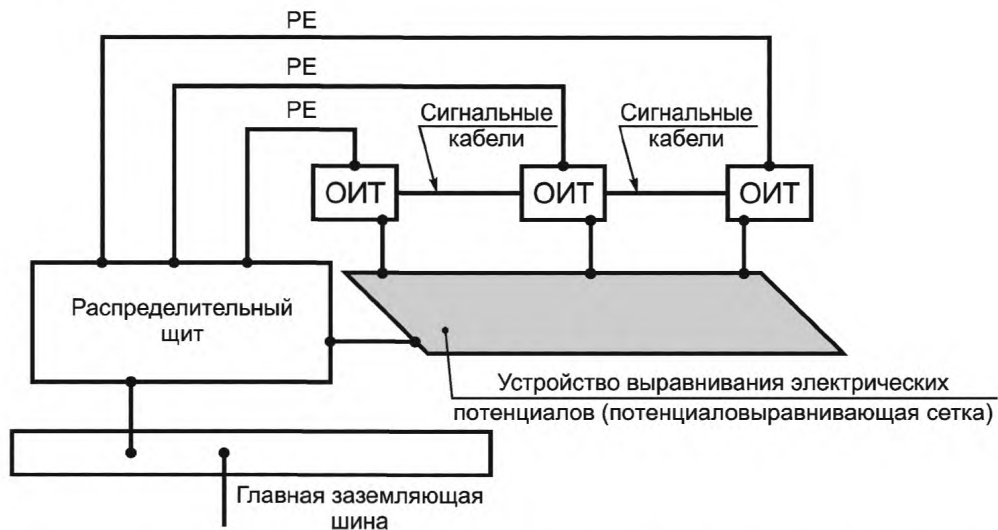 PE
PE
PE
Сигнальные
кабели
Сигнальные
кабели
ОИТ
ОИТ
ОИТ
Распределительный
щит
Устройство выравнивания электрических
потенциалов (потенциаловыравнивающая сетка)
Главная заземляющая
шина